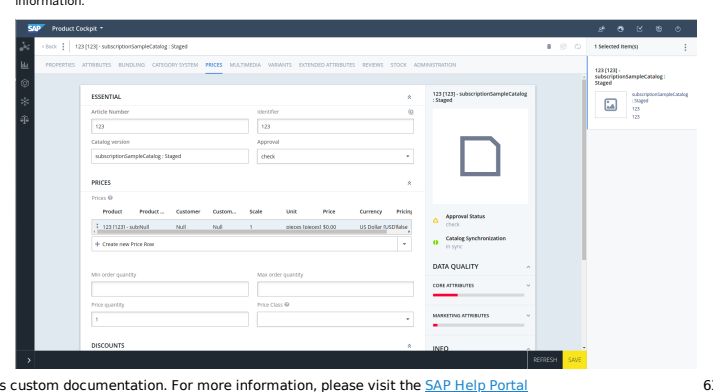 information.
SAP Product Cockpit
< Back 123 [123] - subscriptionSampleCatalog : Staged
1 Selected item(s)
PROPERTIES ATTRIBUTES BUNDLING CATEGORY SYSTEM PRICES MULTIMEDIA VARIANTS EXTENDED ATTRIBUTES REVIEWS STOCK ADMINISTRATION
123 [123] -
subscriptionSampleCatalog :
Staged
subscriptionSampleCatalog
: Staged
123
123
ESSENTIAL
Article Number Identifier
123 123
Catalog version Approval
subscriptionSampleCatalog : Staged check
PRICES
Prices
Product Product ... Customer Custom... Scale Unit Price Currency Pricing
123 [123] - sub Null Null Null 1 pieces [pieces] $0.00 US Dollar [USD] false
+ Create new Price Row
Min order quantity Max order quantity
Price quantity Price Class
1
DISCOUNTS
123 [123] - subscriptionSampleCatalog
: Staged
Approval Status
check
Catalog Synchronization
in sync
DATA QUALITY
CORE ATTRIBUTES
MARKETING ATTRIBUTES
INFO
REFRESH SAVE
s custom documentation. For more information, please visit the SAP Help Portal